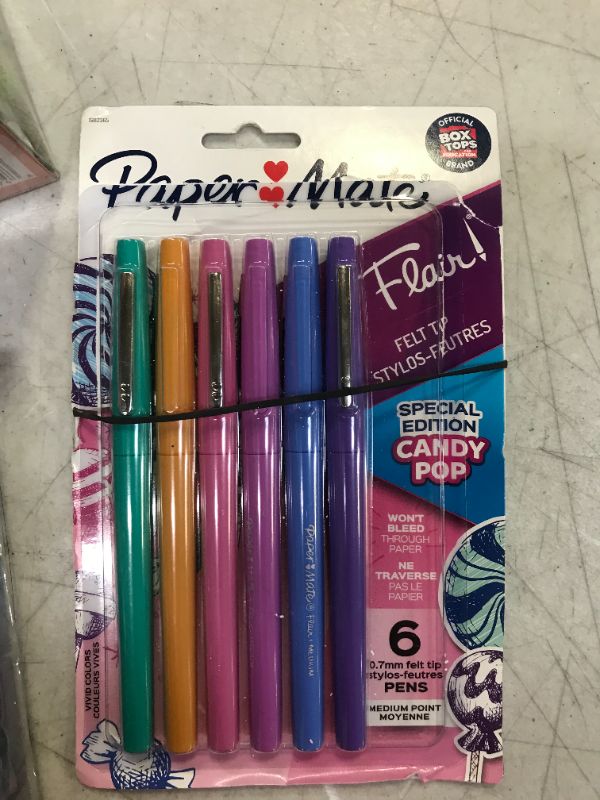 OFFICIAL
BOX
TOPS
FOR EDUCATION
BRAND
Paper Mate®
Flair!
FELT TIP
STYLOS-FEUTRES
SPECIAL
EDITION
CANDY
POP
WON'T
BLEED
THROUGH
PAPER
NE
TRAVERSE
PAS LE
PAPIER
6
0.7mm felt tip
stylos-feutres
PENS
MEDIUM POINT
MOYENNE
VIVID COLORS
COULEURS VIVES
Paper Mate® Flair • MEDIUM